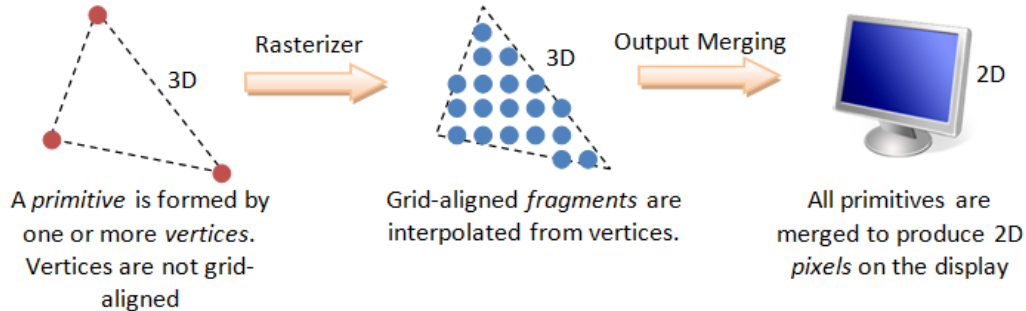 Rasterizer
Output Merging
3D
3D
2D
A primitive is formed by
one or more vertices.
Vertices are not grid-
aligned
Grid-aligned fragments are
interpolated from vertices.
All primitives are
merged to produce 2D
pixels on the display